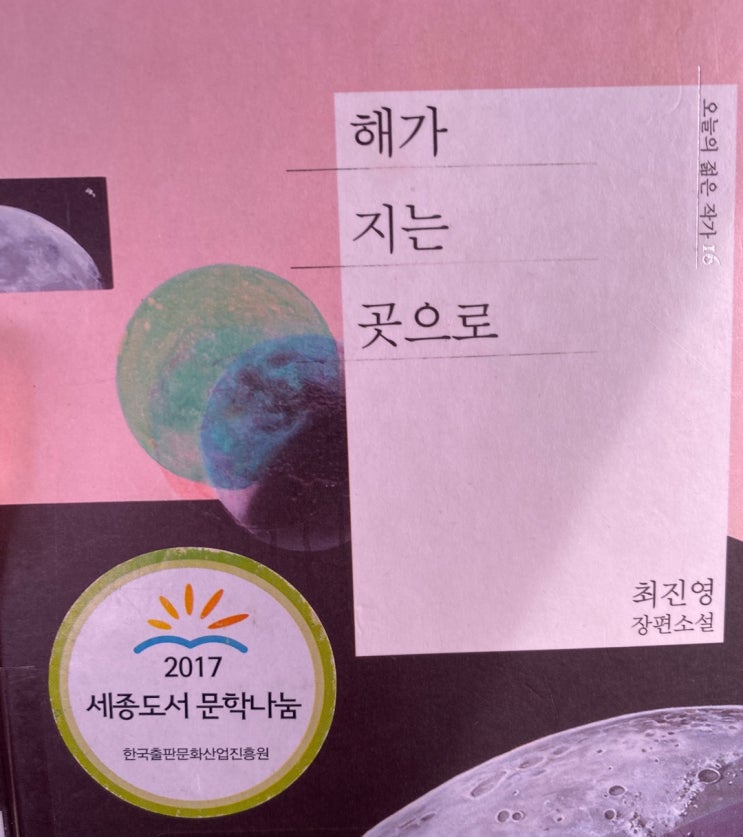 해가
지는
곳으로
오늘의 젊은 작가 16
최진영
장편소설
2017
세종도서 문학나눔
한국출판문화산업진흥원